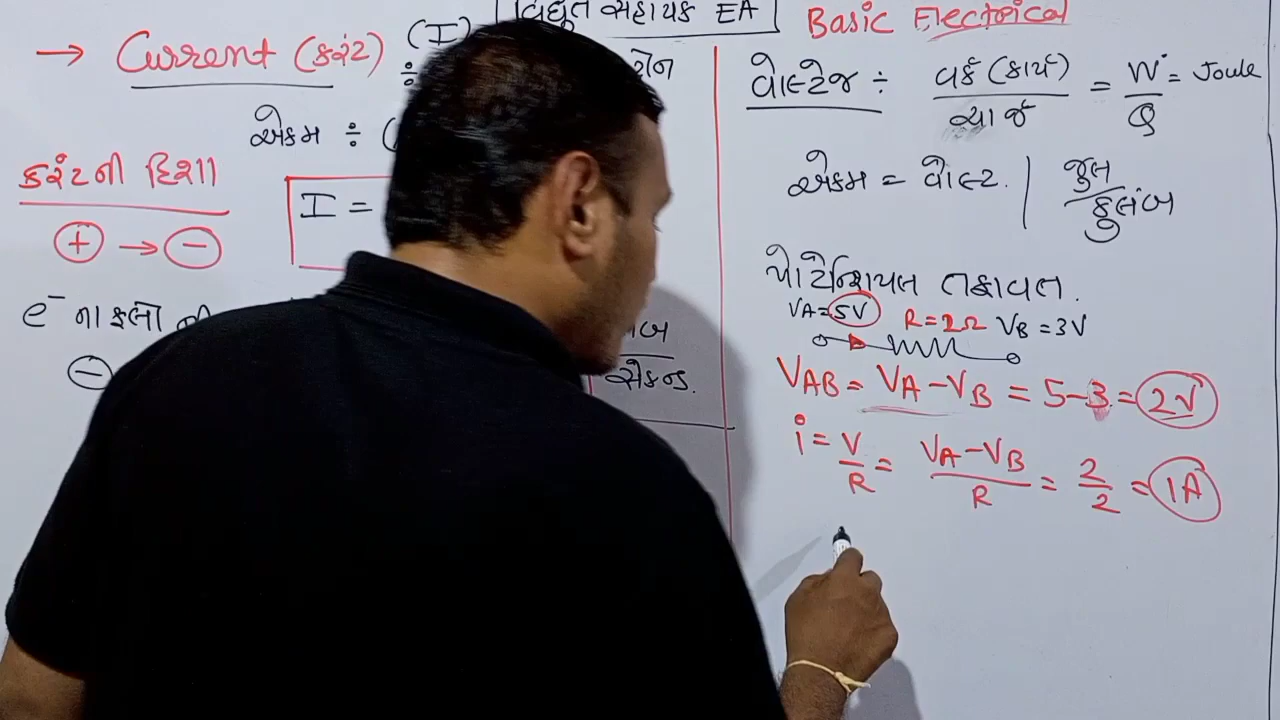 વિદ્યુત સહાયક EA
Basic Electrical
→ Current (કરંટ) (I) ÷
એકમ ÷ (
કરંટની દિશા
+ → −
I =
e⁻ ના ફ્લો ની
−
સેકન્ડ.
વોલ્ટેજ ÷ વર્ક (કાર્ય) / ચાર્જ = W / Q = Joule
એકમ = વોલ્ટ. | જુલ / કુલંબ
પોટેન્શિયલ તફાવત.
VA=5V R=2Ω VB=3V
VAB = VA-VB = 5-3 = 2V
i = V/R = VA-VB / R = 2/2 = 1A